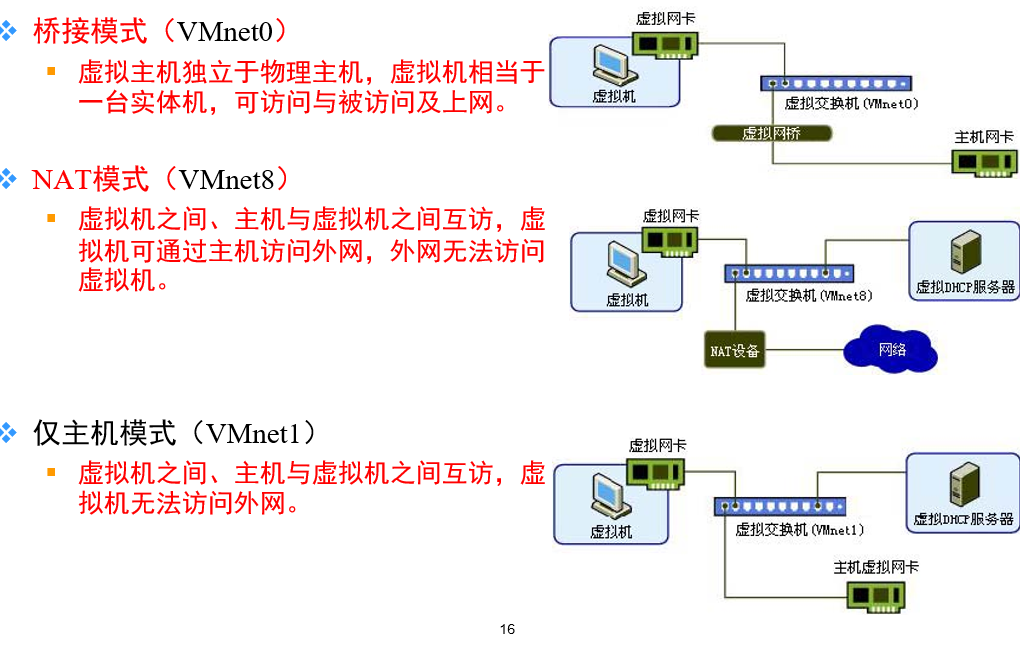 桥接模式（VMnet0）
虚拟主机独立于物理主机，虚拟机相当于
一台实体机，可访问与被访问及上网。
虚拟网卡
虚拟机
虚拟交换机(VMnet0)
虚拟网桥
主机网卡
NAT模式（VMnet8）
虚拟机之间、主机与虚拟机之间互访，虚
拟机可通过主机访问外网，外网无法访问
虚拟机。
虚拟网卡
虚拟机
虚拟交换机(VMnet8)
虚拟DHCP服务器
NAT设备
网络
仅主机模式（VMnet1）
虚拟机之间、主机与虚拟机之间互访，虚
拟机无法访问外网。
虚拟网卡
虚拟机
虚拟交换机(VMnet1)
虚拟DHCP服务器
主机虚拟网卡
16